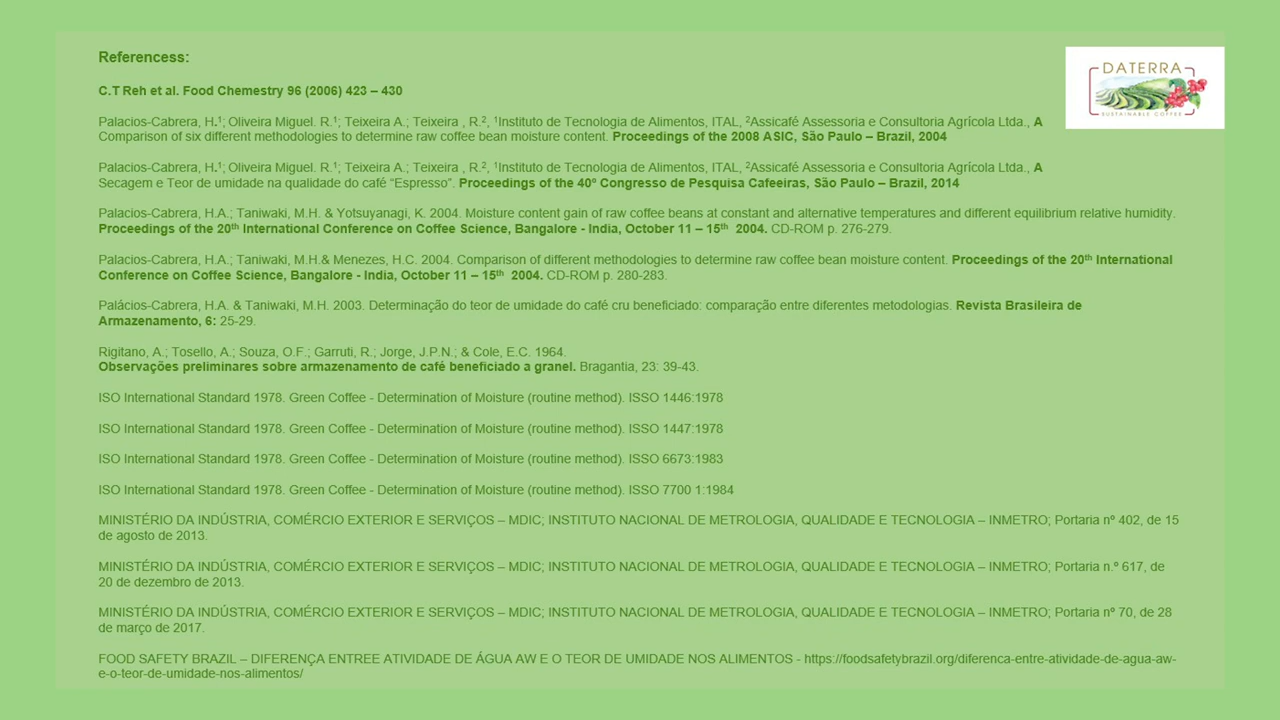 Referencess:
DATERRA
SUSTAINABLE COFFEE
C.T Reh et al. Food Chemestry 96 (2006) 423 – 430
Palacios-Cabrera, H.¹; Oliveira Miguel. R.¹; Teixeira A.; Teixeira , R.², ¹Instituto de Tecnologia de Alimentos, ITAL, ²Assicafé Assessoria e Consultoria Agrícola Ltda., A
Comparison of six different methodologies to determine raw coffee bean moisture content. Proceedings of the 2008 ASIC, São Paulo – Brazil, 2004
Palacios-Cabrera, H.¹; Oliveira Miguel. R.¹; Teixeira A.; Teixeira , R.², ¹Instituto de Tecnologia de Alimentos, ITAL, ²Assicafé Assessoria e Consultoria Agrícola Ltda., A
Secagem e Teor de umidade na qualidade do café “Espresso”. Proceedings of the 40º Congresso de Pesquisa Cafeeiras, São Paulo – Brazil, 2014
Palacios-Cabrera, H.A.; Taniwaki, M.H. & Yotsuyanagi, K. 2004. Moisture content gain of raw coffee beans at constant and alternative temperatures and different equilibrium relative humidity.
Proceedings of the 20th International Conference on Coffee Science, Bangalore - India, October 11 – 15th 2004. CD-ROM p. 276-279.
Palacios-Cabrera, H.A.; Taniwaki, M.H.& Menezes, H.C. 2004. Comparison of different methodologies to determine raw coffee bean moisture content. Proceedings of the 20th International
Conference on Coffee Science, Bangalore - India, October 11 – 15th 2004. CD-ROM p. 280-283.
Palácios-Cabrera, H.A. & Taniwaki, M.H. 2003. Determinação do teor de umidade do café cru beneficiado: comparação entre diferentes metodologias. Revista Brasileira de
Armazenamento, 6: 25-29.
Rigitano, A.; Tosello, A.; Souza, O.F.; Garruti, R.; Jorge, J.P.N.; & Cole, E.C. 1964.
Observações preliminares sobre armazenamento de café beneficiado a granel. Bragantia, 23: 39-43.
ISO International Standard 1978. Green Coffee - Determination of Moisture (routine method). ISSO 1446:1978
ISO International Standard 1978. Green Coffee - Determination of Moisture (routine method). ISSO 1447:1978
ISO International Standard 1978. Green Coffee - Determination of Moisture (routine method). ISSO 6673:1983
ISO International Standard 1978. Green Coffee - Determination of Moisture (routine method). ISSO 7700 1:1984
MINISTÉRIO DA INDÚSTRIA, COMÉRCIO EXTERIOR E SERVIÇOS – MDIC; INSTITUTO NACIONAL DE METROLOGIA, QUALIDADE E TECNOLOGIA – INMETRO; Portaria nº 402, de 15
de agosto de 2013.
MINISTÉRIO DA INDÚSTRIA, COMÉRCIO EXTERIOR E SERVIÇOS – MDIC; INSTITUTO NACIONAL DE METROLOGIA, QUALIDADE E TECNOLOGIA – INMETRO; Portaria n.º 617, de
20 de dezembro de 2013.
MINISTÉRIO DA INDÚSTRIA, COMÉRCIO EXTERIOR E SERVIÇOS – MDIC; INSTITUTO NACIONAL DE METROLOGIA, QUALIDADE E TECNOLOGIA – INMETRO; Portaria nº 70, de 28
de março de 2017.
FOOD SAFETY BRAZIL – DIFERENÇA ENTREE ATIVIDADE DE ÁGUA AW E O TEOR DE UMIDADE NOS ALIMENTOS - https://foodsafetybrazil.org/diferenca-entre-atividade-de-agua-aw-
e-o-teor-de-umidade-nos-alimentos/